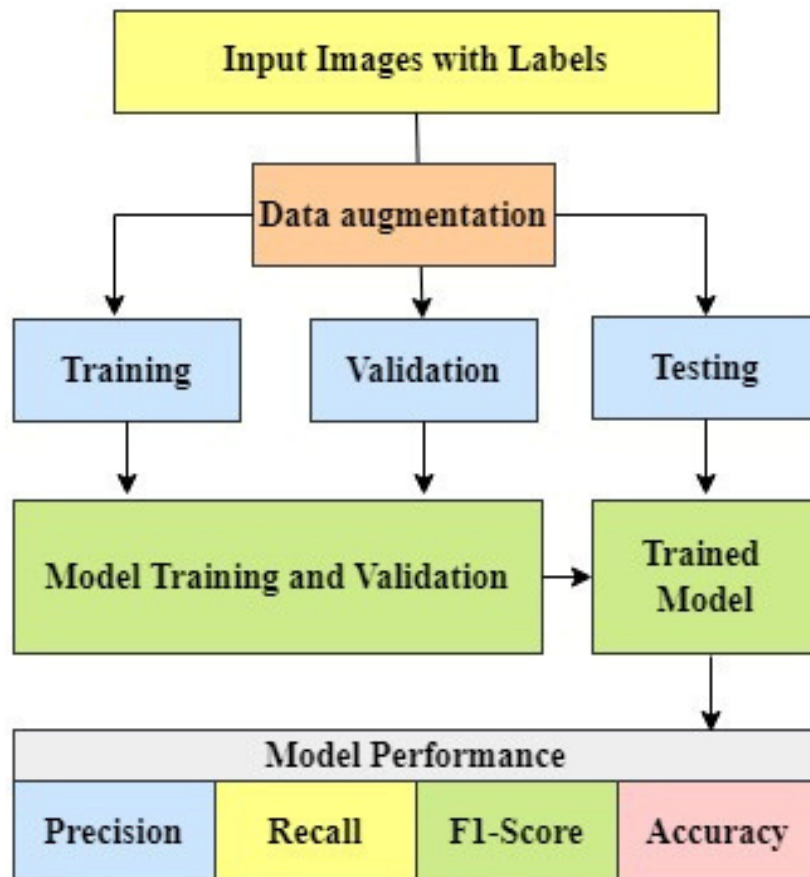 Input Images with Labels
Data augmentation
Training
Validation
Testing
Model Training and Validation
Trained
Model
Model Performance
Precision
Recall
F1-Score
Accuracy